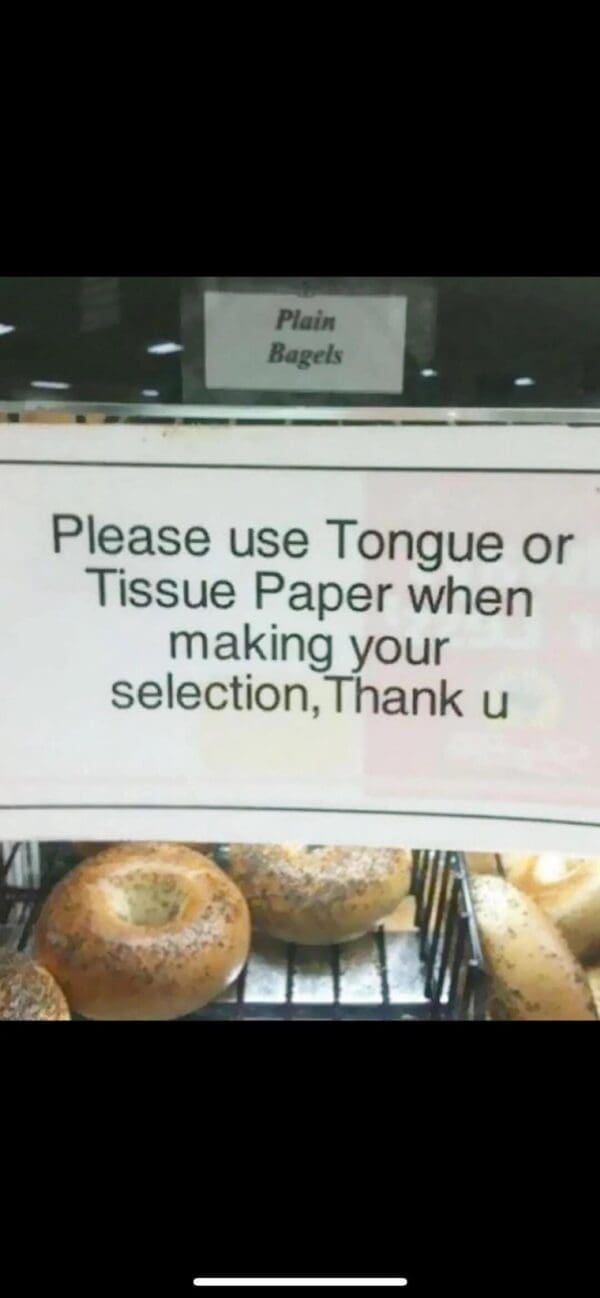 Plain
Bagels
Please use Tongue or
Tissue Paper when
making your
selection,Thank u